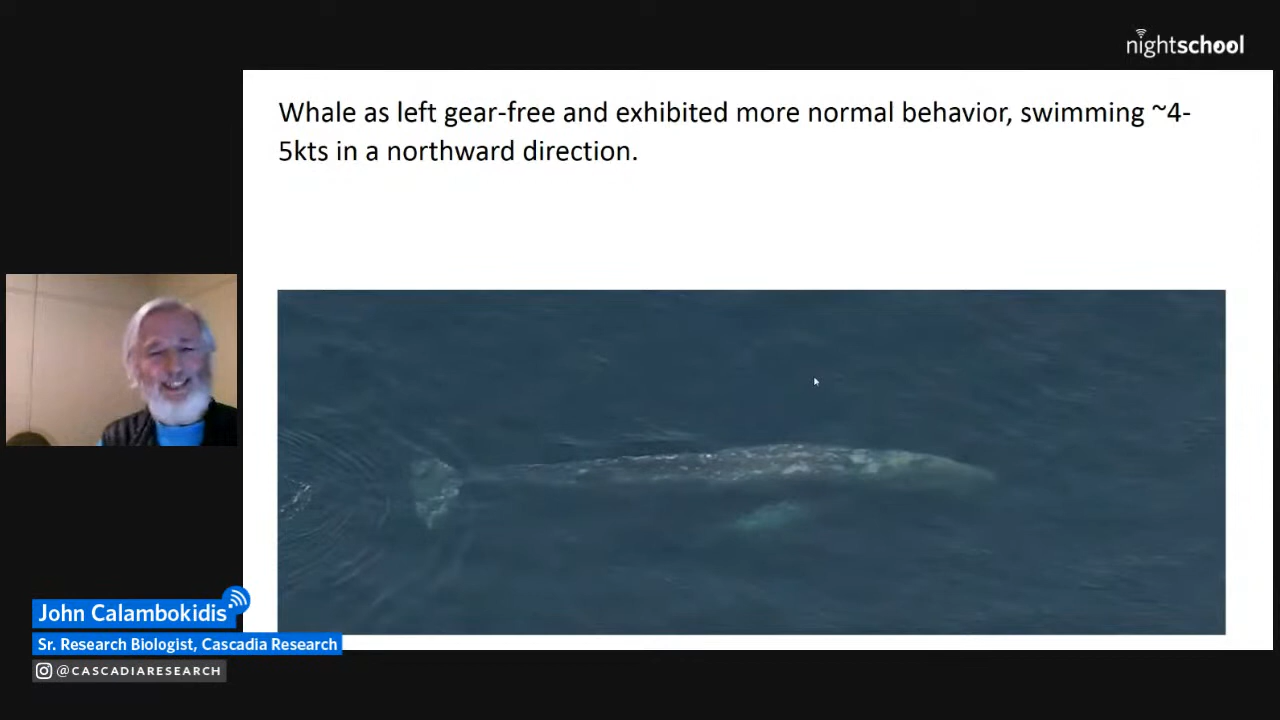 nightschool
Whale as left gear-free and exhibited more normal behavior, swimming ~4-
5kts in a northward direction.
John Calambokidis
Sr. Research Biologist, Cascadia Research
@CASCADIARESEARCH